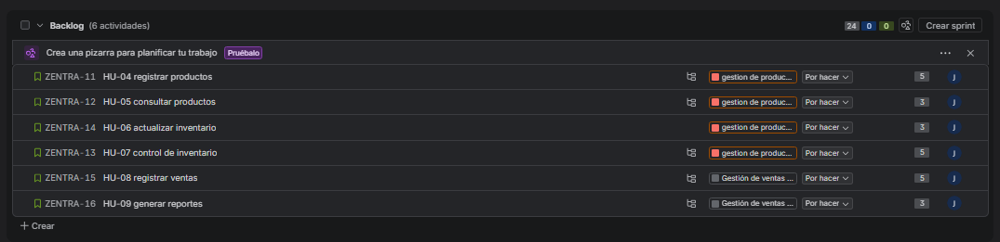 Backlog (6 actividades) 24 0 0 Crear sprint
Crea una pizarra para planificar tu trabajo Pruébalo
ZENTRA-11 HU-04 registrar productos gestion de produc... Por hacer 5 J
ZENTRA-12 HU-05 consultar productos gestion de produc... Por hacer 3 J
ZENTRA-14 HU-06 actualizar inventario gestion de produc... Por hacer 3 J
ZENTRA-13 HU-07 control de inventario gestion de produc... Por hacer 5 J
ZENTRA-15 HU-08 registrar ventas Gestión de ventas ... Por hacer 5 J
ZENTRA-16 HU-09 generar reportes Gestión de ventas ... Por hacer 3 J
+ Crear